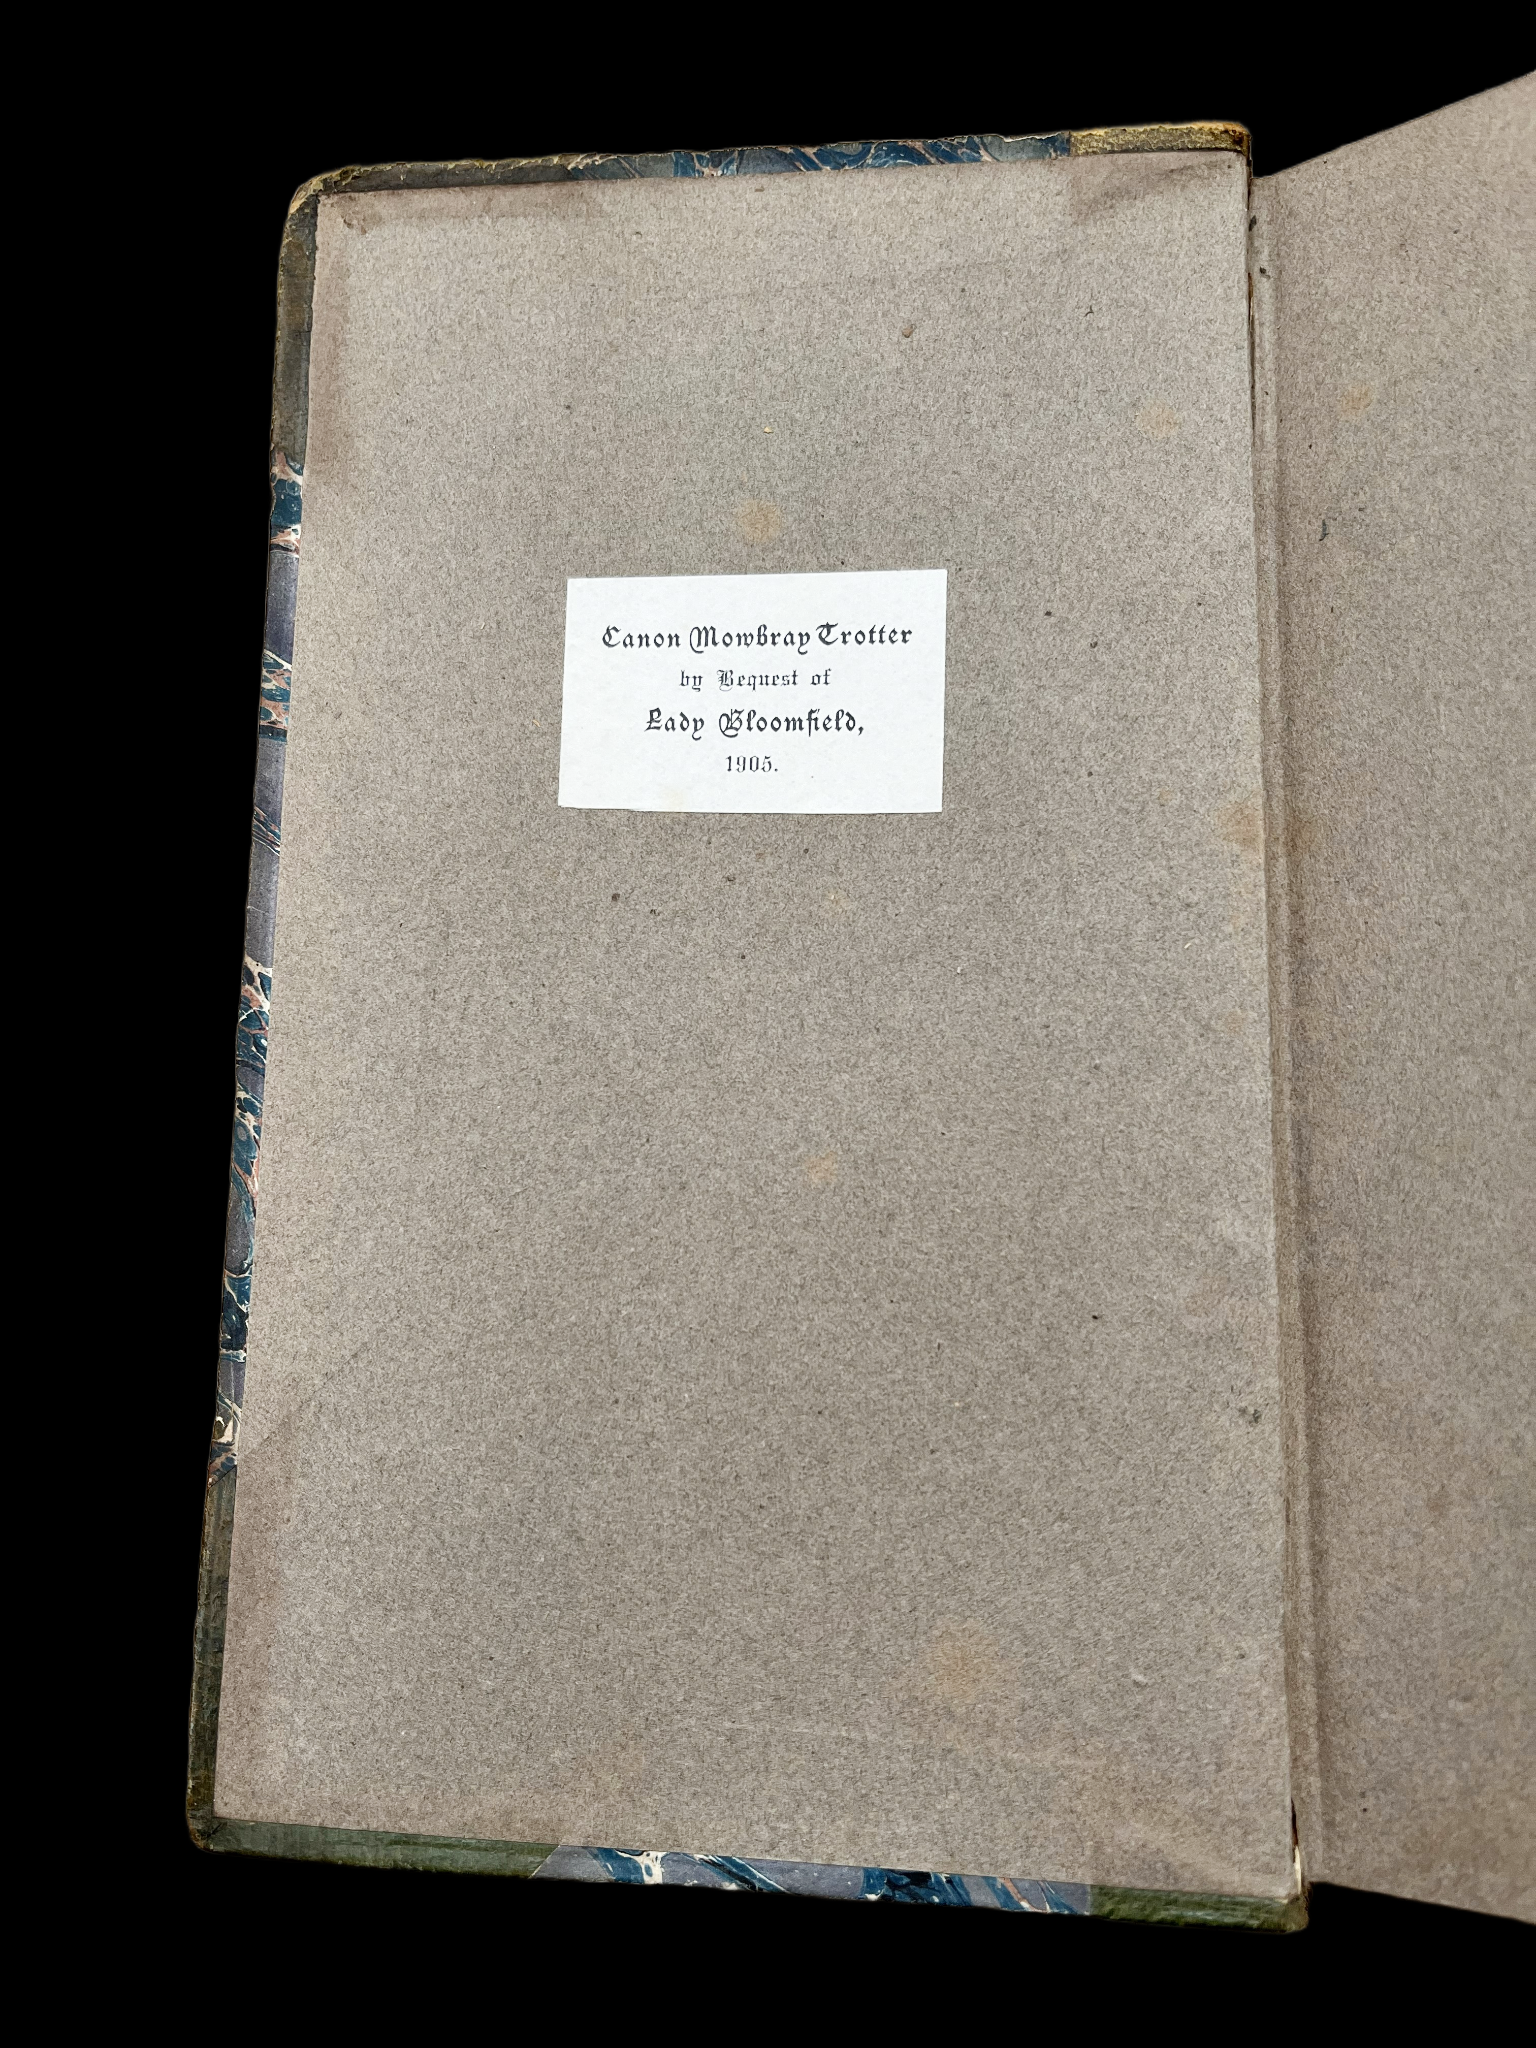 Canon Mowbray Trotter
by Bequest of
Lady Bloomfield,
1905.